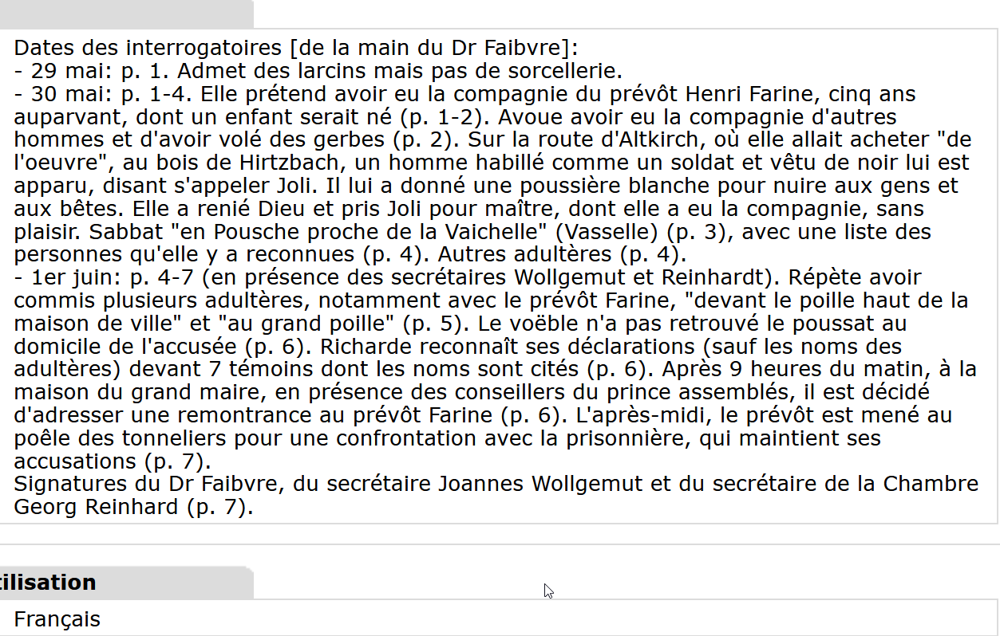 Dates des interrogatoires [de la main du Dr Faibvre]:
- 29 mai: p. 1. Admet des larcins mais pas de sorcellerie.
- 30 mai: p. 1-4. Elle prétend avoir eu la compagnie du prévôt Henri Farine, cinq ans
auparvant, dont un enfant serait né (p. 1-2). Avoue avoir eu la compagnie d'autres
hommes et d'avoir volé des gerbes (p. 2). Sur la route d'Altkirch, où elle allait acheter "de
l'oeuvre", au bois de Hirtzbach, un homme habillé comme un soldat et vêtu de noir lui est
apparu, disant s'appeler Joli. Il lui a donné une poussière blanche pour nuire aux gens et
aux bêtes. Elle a renié Dieu et pris Joli pour maître, dont elle a eu la compagnie, sans
plaisir. Sabbat "en Pousche proche de la Vaichelle" (Vasselle) (p. 3), avec une liste des
personnes qu'elle y a reconnues (p. 4). Autres adultères (p. 4).
- 1er juin: p. 4-7 (en présence des secrétaires Wollgemut et Reinhardt). Répète avoir
commis plusieurs adultères, notamment avec le prévôt Farine, "devant le poille haut de la
maison de ville" et "au grand poille" (p. 5). Le voëble n'a pas retrouvé le poussat au
domicile de l'accusée (p. 6). Richarde reconnaît ses déclarations (sauf les noms des
adultères) devant 7 témoins dont les noms sont cités (p. 6). Après 9 heures du matin, à la
maison du grand maire, en présence des conseillers du prince assemblés, il est décidé
d'adresser une remontrance au prévôt Farine (p. 6). L'après-midi, le prévôt est mené au
poêle des tonneliers pour une confrontation avec la prisonnière, qui maintient ses
accusations (p. 7).
Signatures du Dr Faibvre, du secrétaire Joannes Wollgemut et du secrétaire de la Chambre
Georg Reinhard (p. 7).
tilisation
Français